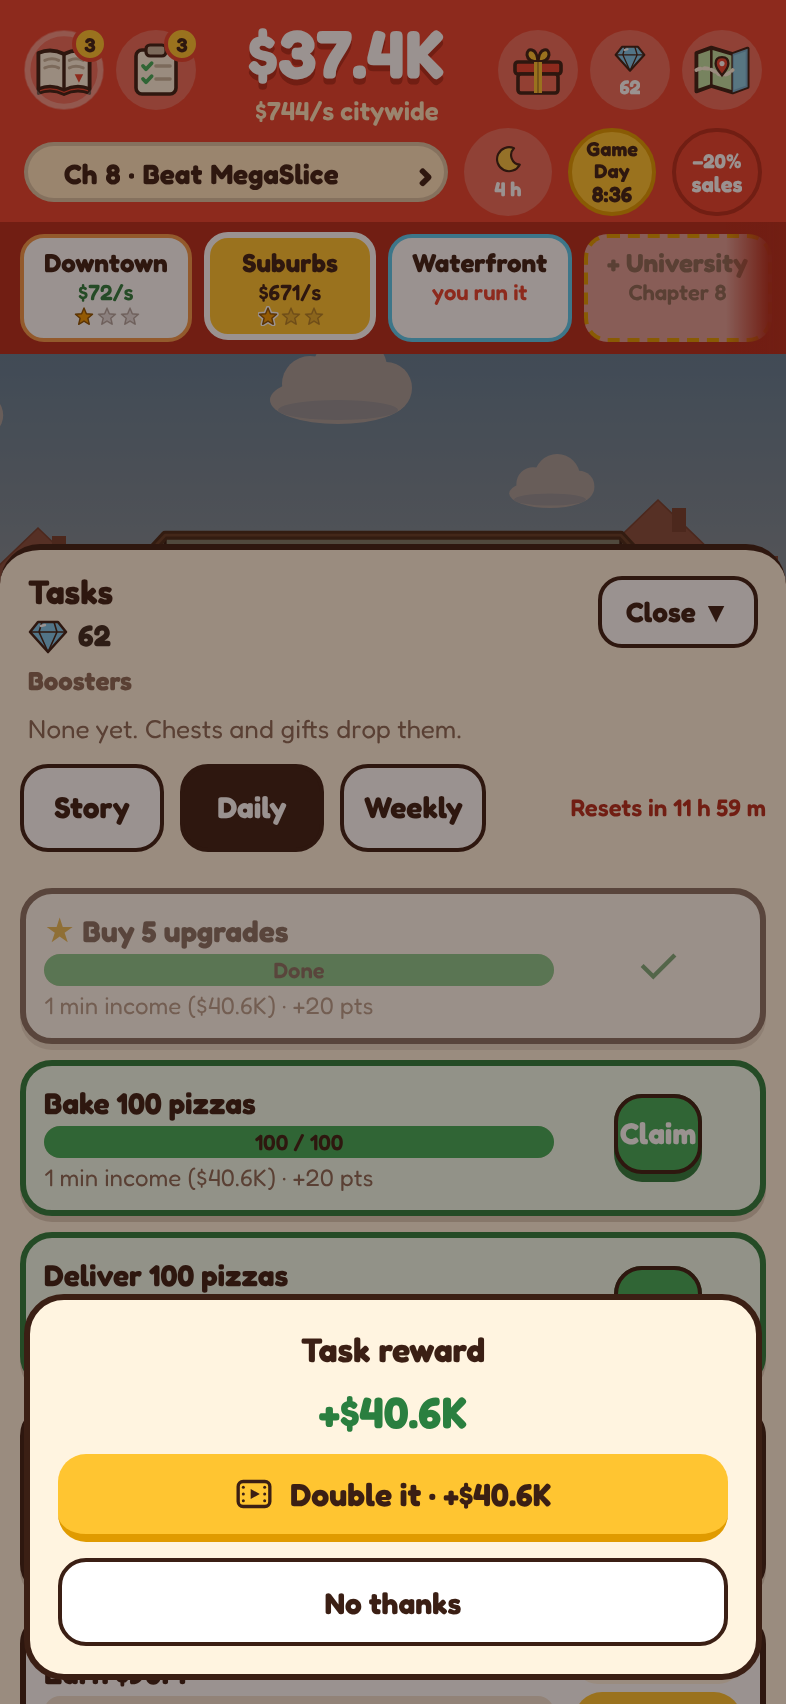 3
3
$37.4K
$744/s citywide
62
Ch 8 · Beat MegaSlice
4 h
Game
Day
8:36
−20%
sales
Downtown
$72/s
Suburbs
$671/s
Waterfront
you run it
+ University
Chapter 8
Tasks
62
Close ▼
Boosters
None yet. Chests and gifts drop them.
Story
Daily
Weekly
Resets in 11 h 59 m
Buy 5 upgrades
Done
1 min income ($40.6K) · +20 pts
Bake 100 pizzas
100 / 100
1 min income ($40.6K) · +20 pts
Claim
Deliver 100 pizzas
Task reward
+$40.6K
Double it · +$40.6K
No thanks